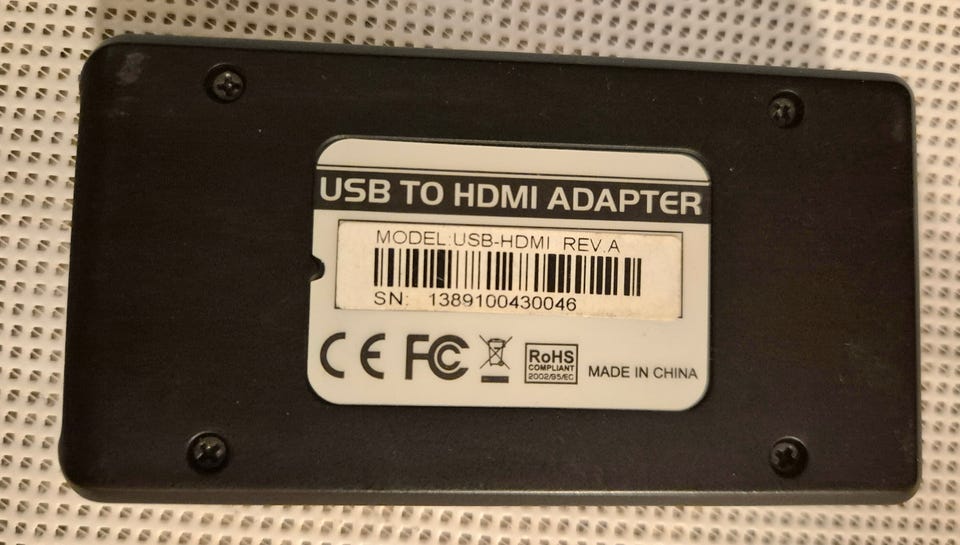 USB TO HDMI ADAPTER
MODEL:USB-HDMI REV.A
SN: 1389100430046
CE FC RoHS
COMPLIANT
2002/95/EC
MADE IN CHINA